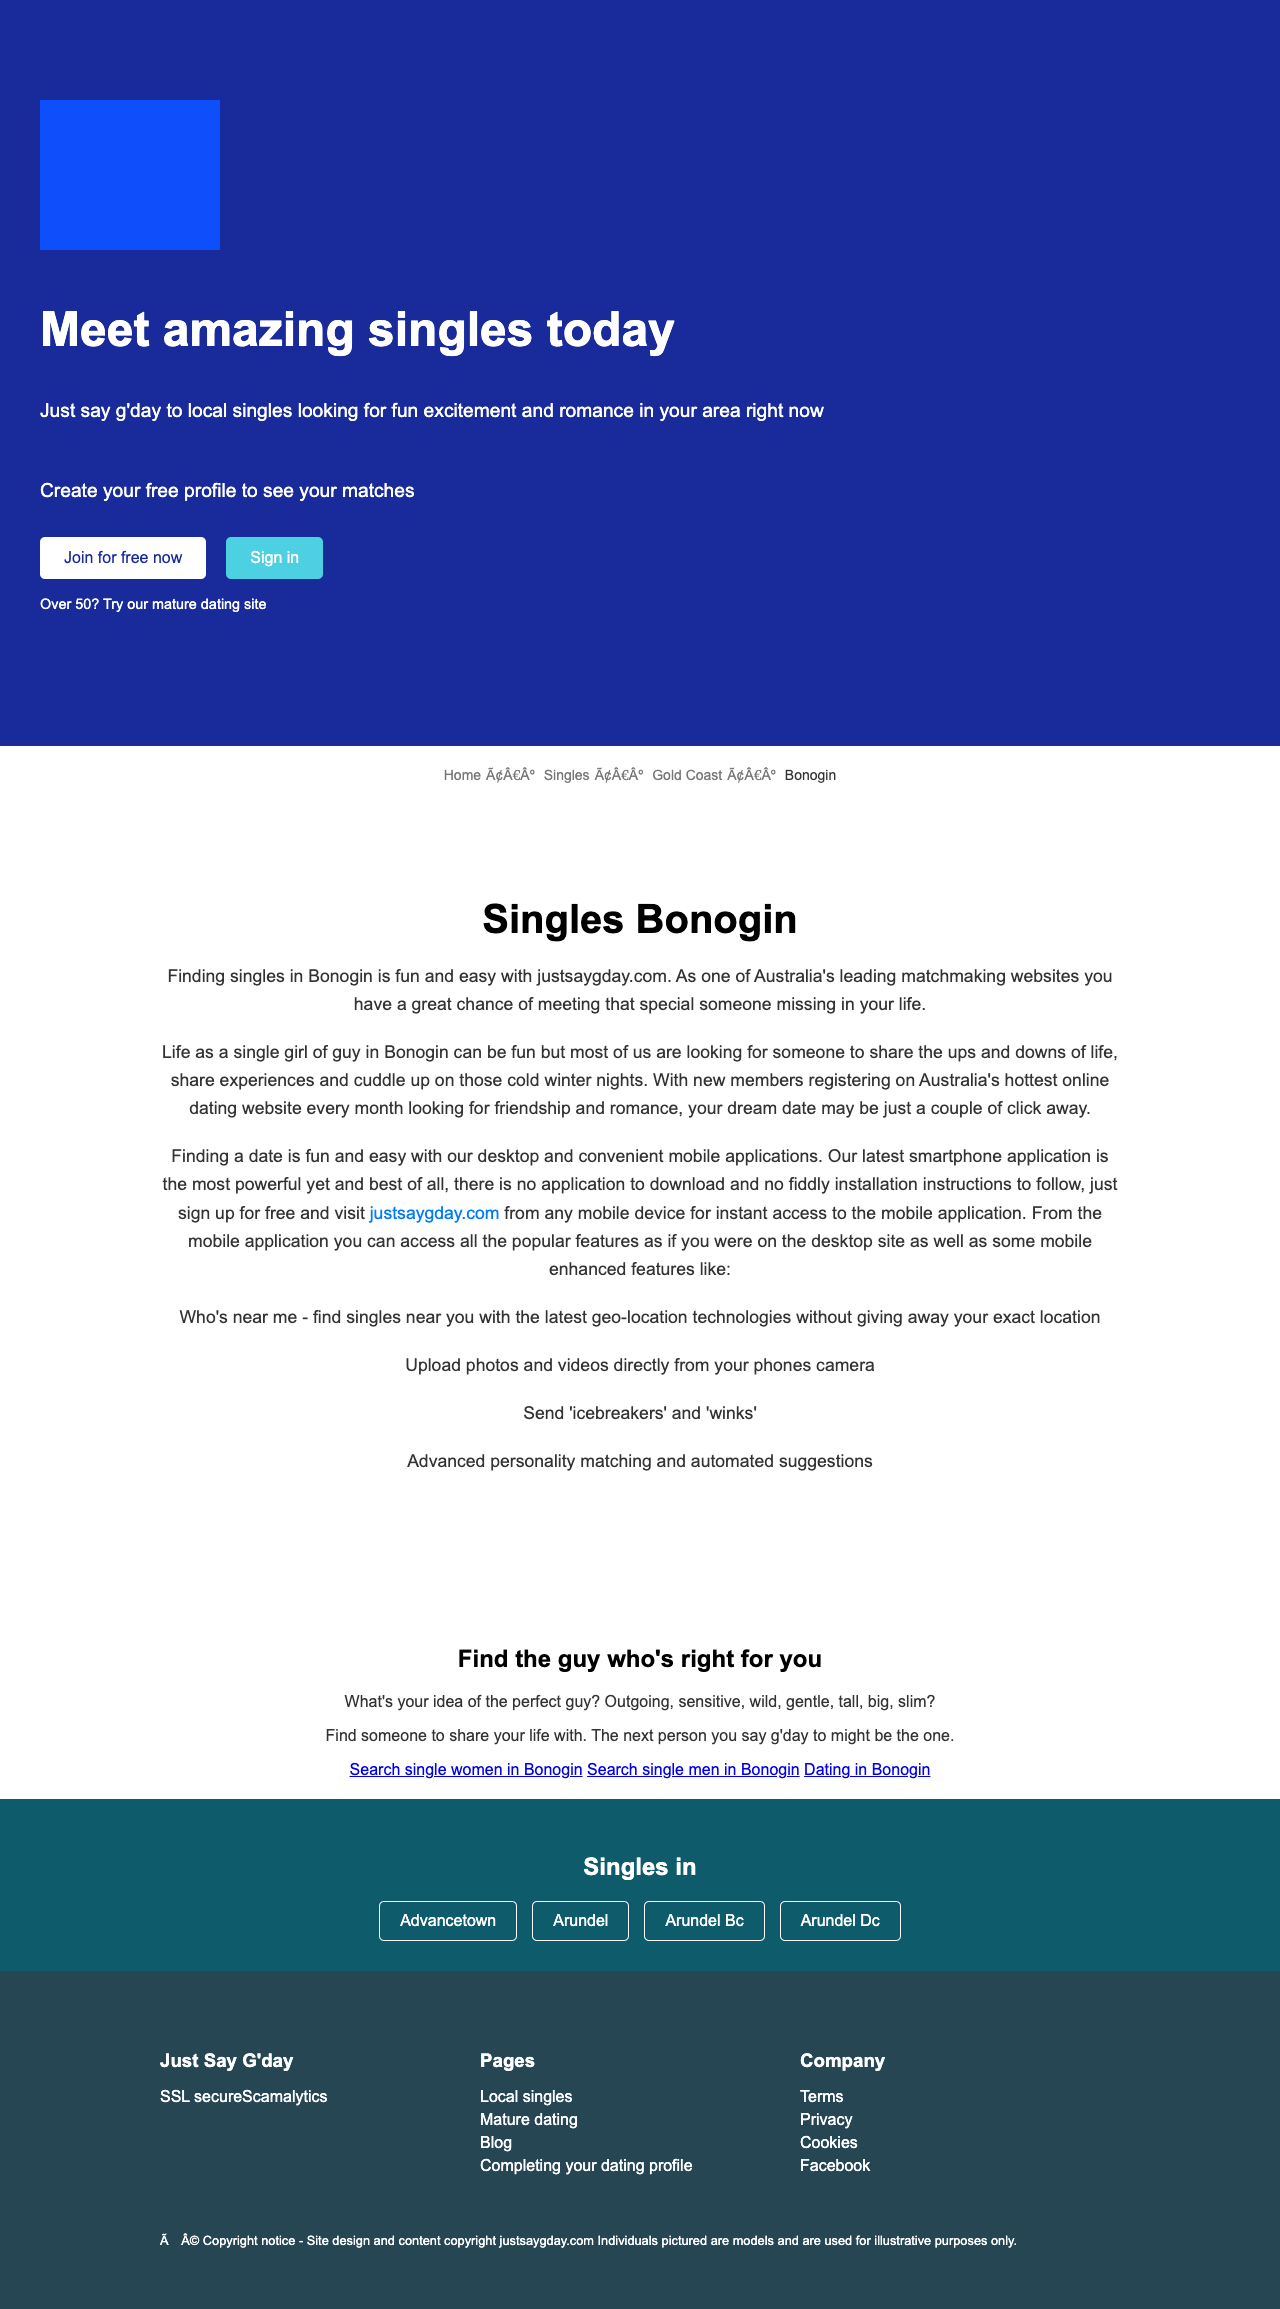 Meet amazing singles today
Just say g'day to local singles looking for fun excitement and romance in your area right now
Create your free profile to see your matches
Join for free now Sign in
Over 50? Try our mature dating site
Home Ã¢Â€Âº Singles Ã¢Â€Âº Gold Coast Ã¢Â€Âº Bonogin
Singles Bonogin
Finding singles in Bonogin is fun and easy with justsaygday.com. As one of Australia's leading matchmaking websites you
have a great chance of meeting that special someone missing in your life.
Life as a single girl of guy in Bonogin can be fun but most of us are looking for someone to share the ups and downs of life,
share experiences and cuddle up on those cold winter nights. With new members registering on Australia's hottest online
dating website every month looking for friendship and romance, your dream date may be just a couple of click away.
Finding a date is fun and easy with our desktop and convenient mobile applications. Our latest smartphone application is
the most powerful yet and best of all, there is no application to download and no fiddly installation instructions to follow, just
sign up for free and visit justsaygday.com from any mobile device for instant access to the mobile application. From the
mobile application you can access all the popular features as if you were on the desktop site as well as some mobile
enhanced features like:
Who's near me - find singles near you with the latest geo-location technologies without giving away your exact location
Upload photos and videos directly from your phones camera
Send 'icebreakers' and 'winks'
Advanced personality matching and automated suggestions
Find the guy who's right for you
What's your idea of the perfect guy? Outgoing, sensitive, wild, gentle, tall, big, slim?
Find someone to share your life with. The next person you say g'day to might be the one.
Search single women in Bonogin Search single men in Bonogin Dating in Bonogin
Singles in
Advancetown Arundel Arundel Bc Arundel Dc
Just Say G'day
SSL secureScamalytics
Pages
Local singles
Mature dating
Blog
Completing your dating profile
Company
Terms
Privacy
Cookies
Facebook
Ã Â© Copyright notice - Site design and content copyright justsaygday.com Individuals pictured are models and are used for illustrative purposes only.